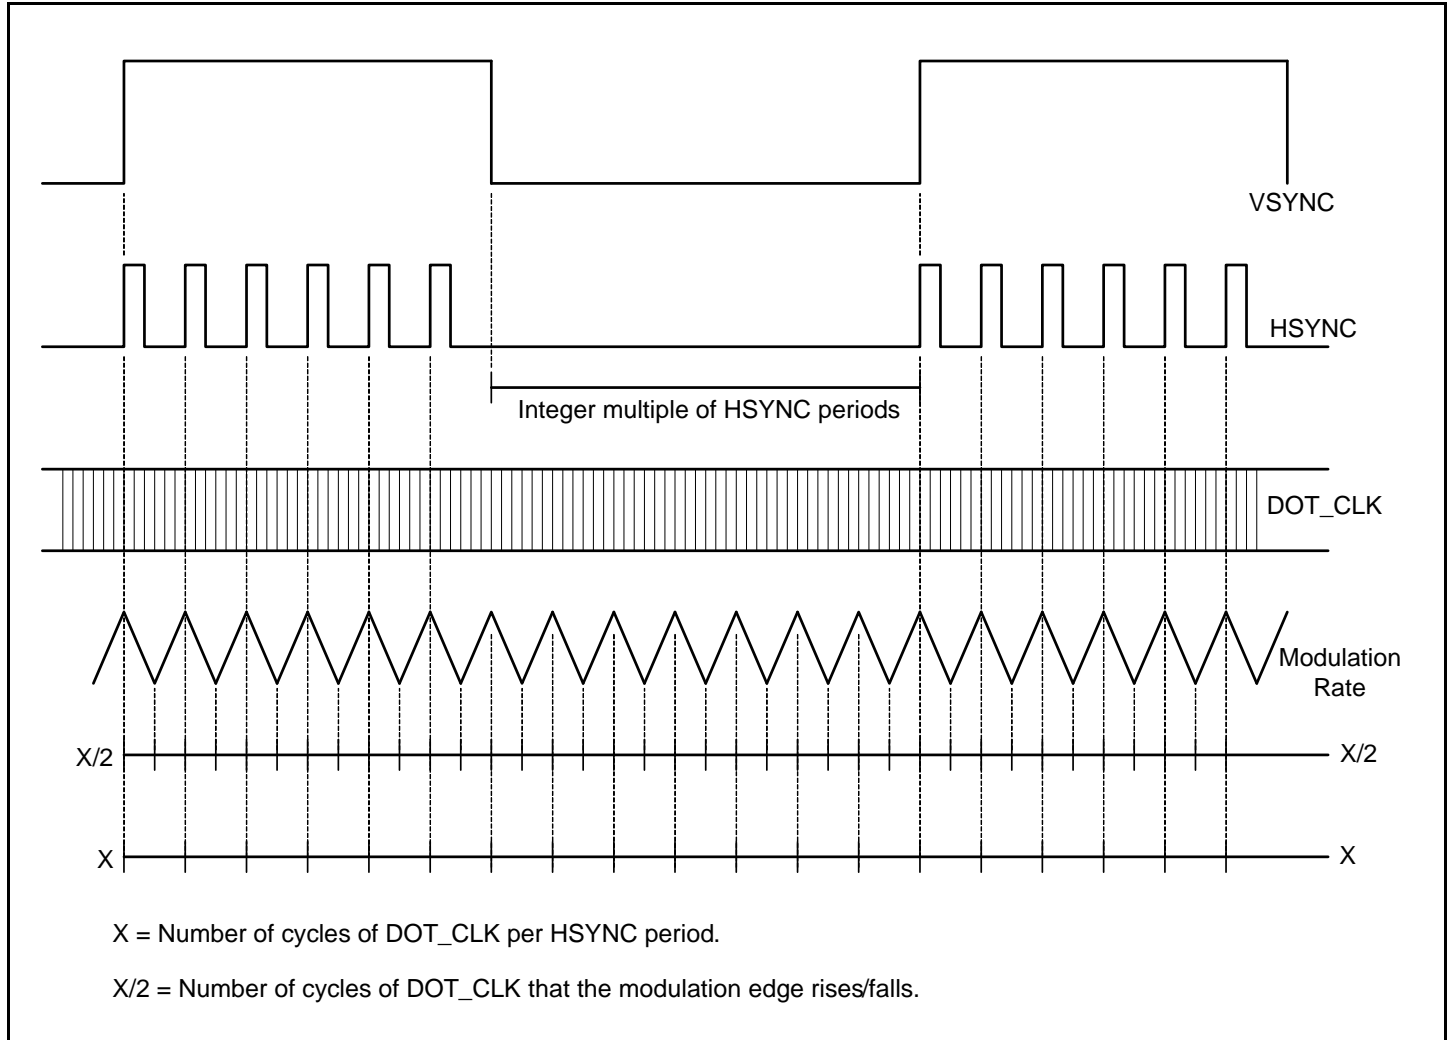 VSYNC
HSYNC
Integer multiple of HSYNC periods
DOT_CLK
Modulation
Rate
X/2
X/2
X
X
X = Number of cycles of DOT_CLK per HSYNC period.
X/2 = Number of cycles of DOT_CLK that the modulation edge rises/falls.